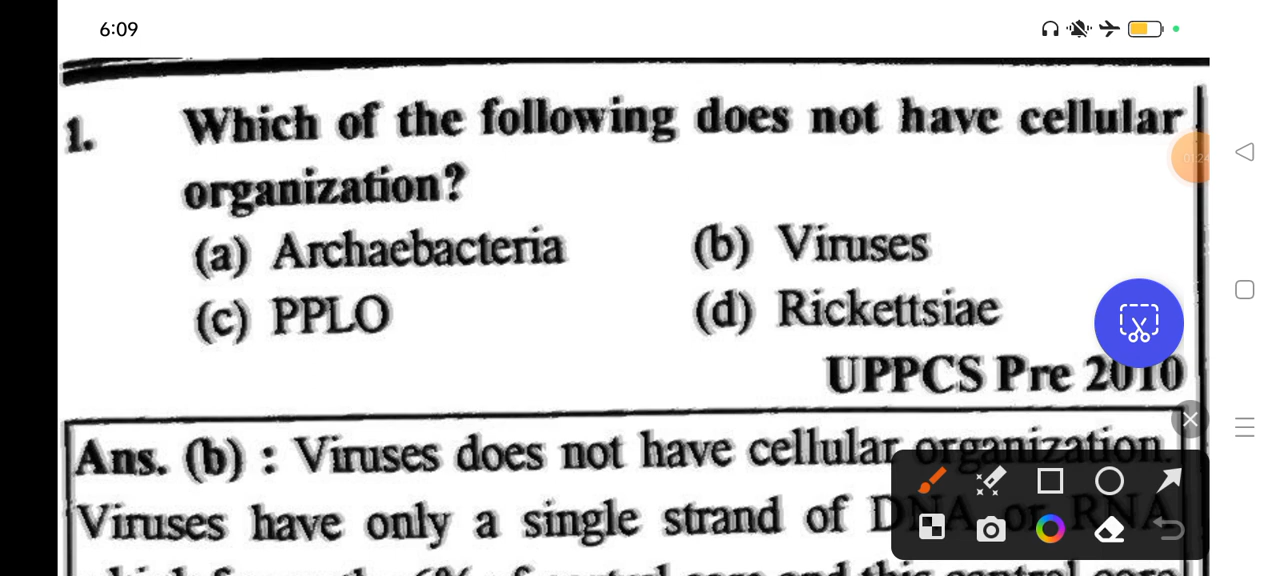 6:09
1. Which of the following does not have cellular
organization?
(a) Archaebacteria (b) Viruses
(c) PPLO (d) Rickettsiae
UPPCS Pre 2010
Ans. (b) : Viruses does not have cellular organization.
Viruses have only a single strand of DNA or RNA